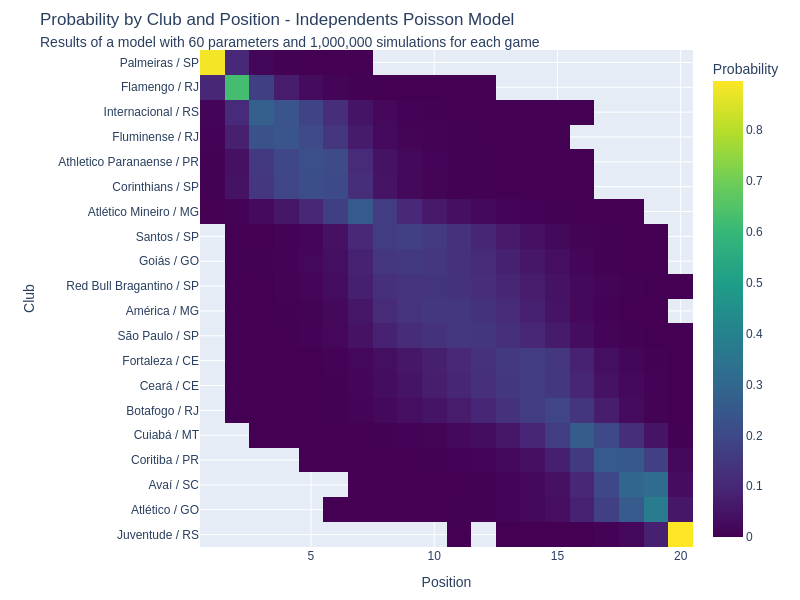 Probability by Club and Position - Independents Poisson Model
Results of a model with 60 parameters and 1,000,000 simulations for each game
Probability
Club
Palmeiras / SP
Flamengo / RJ
Internacional / RS
Fluminense / RJ
Athletico Paranaense / PR
Corinthians / SP
Atlético Mineiro / MG
Santos / SP
Goiás / GO
Red Bull Bragantino / SP
América / MG
São Paulo / SP
Fortaleza / CE
Ceará / CE
Botafogo / RJ
Cuiabá / MT
Coritiba / PR
Avaí / SC
Atlético / GO
Juventude / RS
0.8
0.7
0.6
0.5
0.4
0.3
0.2
0.1
0
5
10
15
20
Position